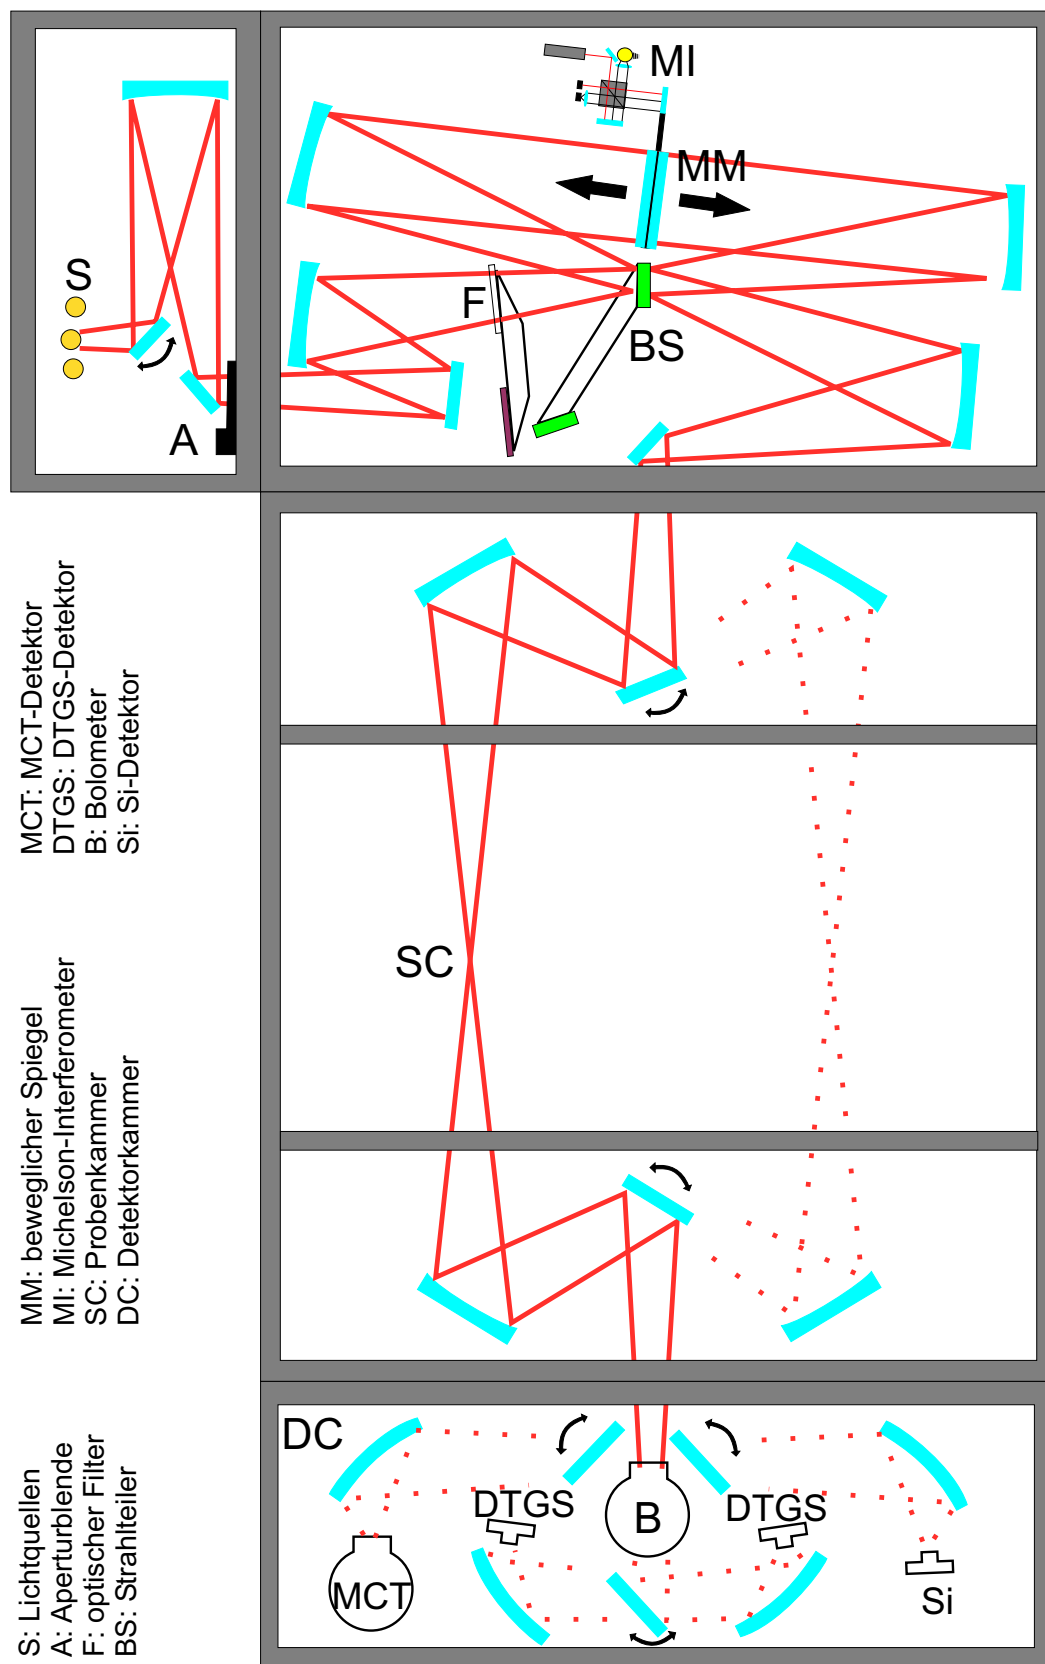 MI
MM
S
F
BS
A
MCT: MCT-Detektor
DTGS: DTGS-Detektor
B: Bolometer
Si: Si-Detektor
SC
MM: beweglicher Spiegel
MI: Michelson-Interferometer
SC: Probenkammer
DC: Detektorkammer
DC
DTGS
B
DTGS
MCT
Si
S: Lichtquellen
A: Aperturblende
F: optischer Filter
BS: Strahlteiler